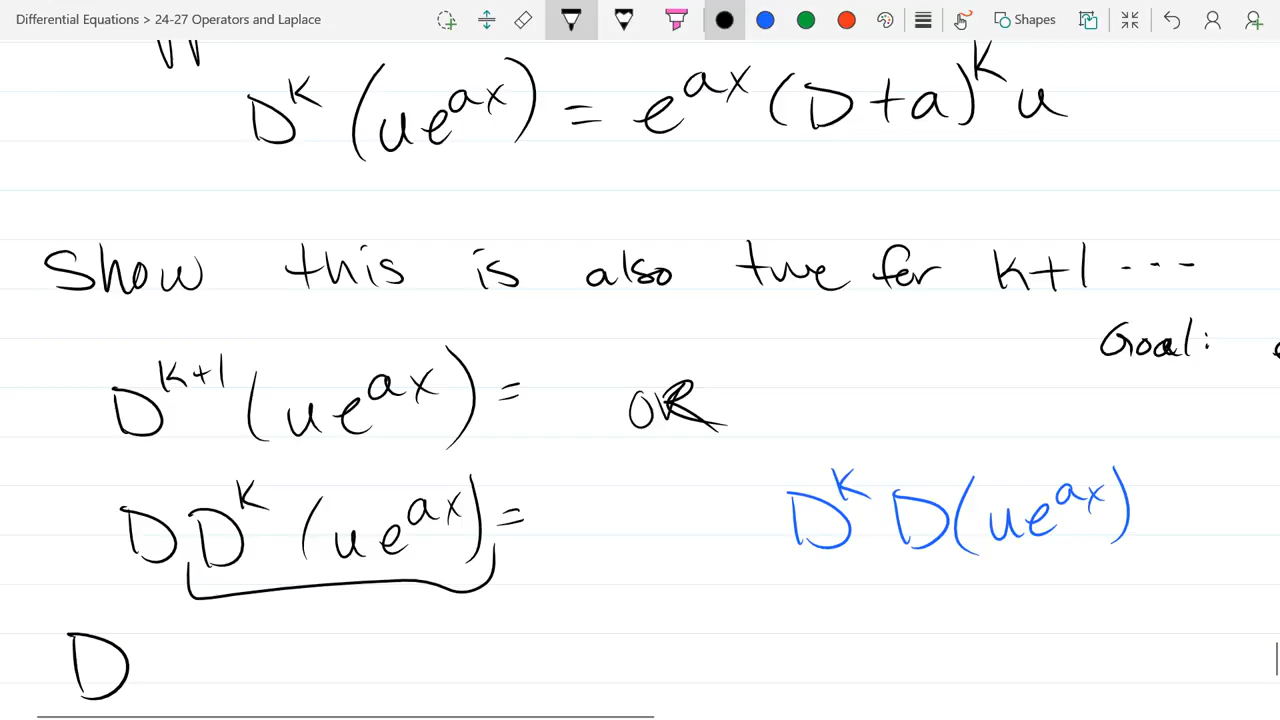 Differential Equations > 24-27 Operators and Laplace
Shapes
D^k (ue^{ax}) = e^{ax} (D+a)^k u
Show this is also true for k+1 ...
Goal:
D^{k+1} (ue^{ax}) = OR
D D^k (ue^{ax}) = D^k D(ue^{ax})
D